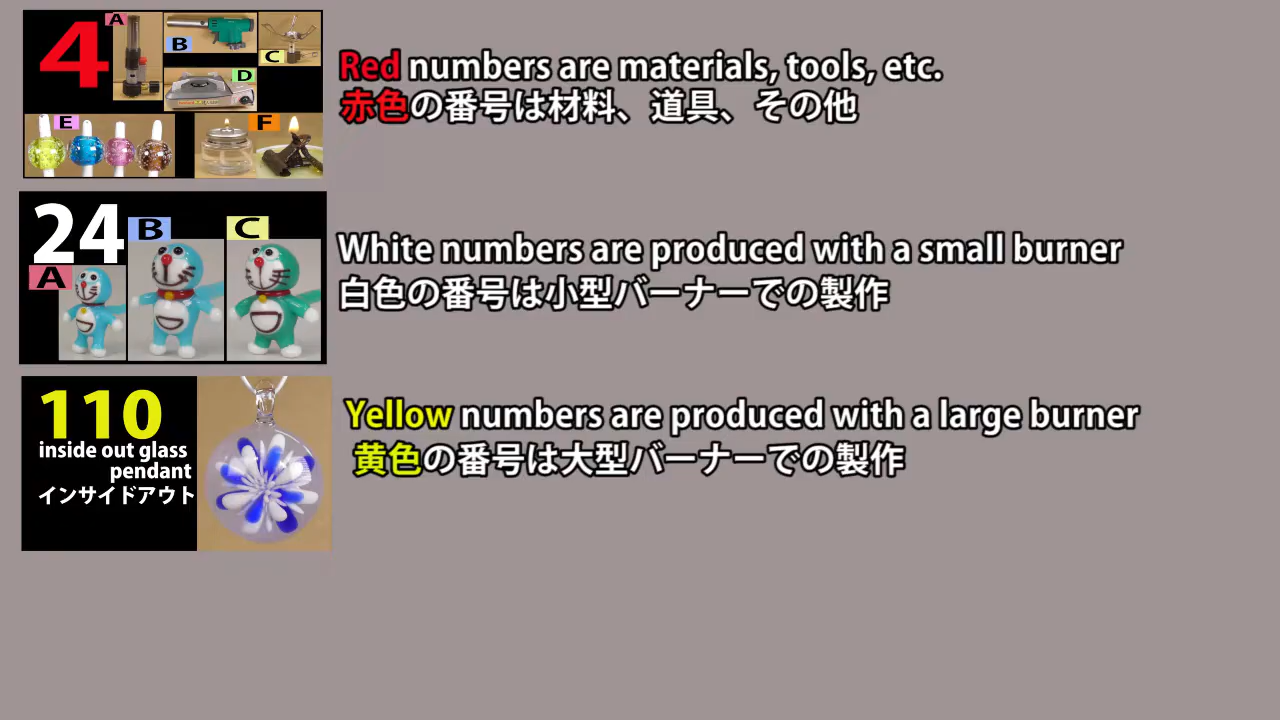 4
A
B
C
D
E
F
Red numbers are materials, tools, etc.
赤色の番号は材料、道具、その他
24
A
B
C
White numbers are produced with a small burner
白色の番号は小型バーナーでの製作
110
inside out glass
pendant
インサイドアウト
Yellow numbers are produced with a large burner
黄色の番号は大型バーナーでの製作